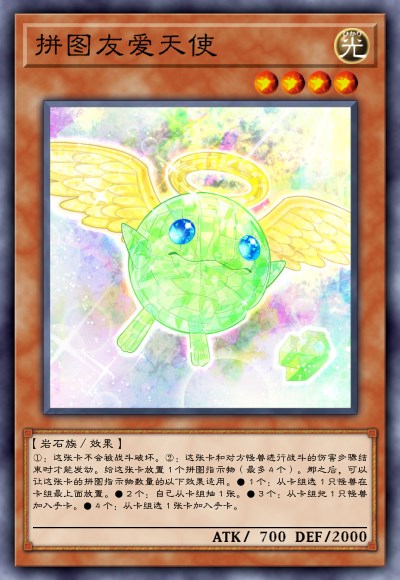 拼图友爱天使
光
【岩石族／效果】
①：这张卡不会被战斗破坏。②：这张卡和对方怪兽进行战斗的伤害步骤结
束时才能发动。给这张卡放置1个拼图指示物（最多4个）。那之后，可以
让这张卡的拼图指示物数量的以下效果适用。●1个：从卡组选1只怪兽在
卡组最上面放置。●2个：自己从卡组抽1张。●3个：从卡组把1只怪兽
加入手卡。●4个：从卡组选1张卡加入手卡。
ATK/ 700 DEF/2000